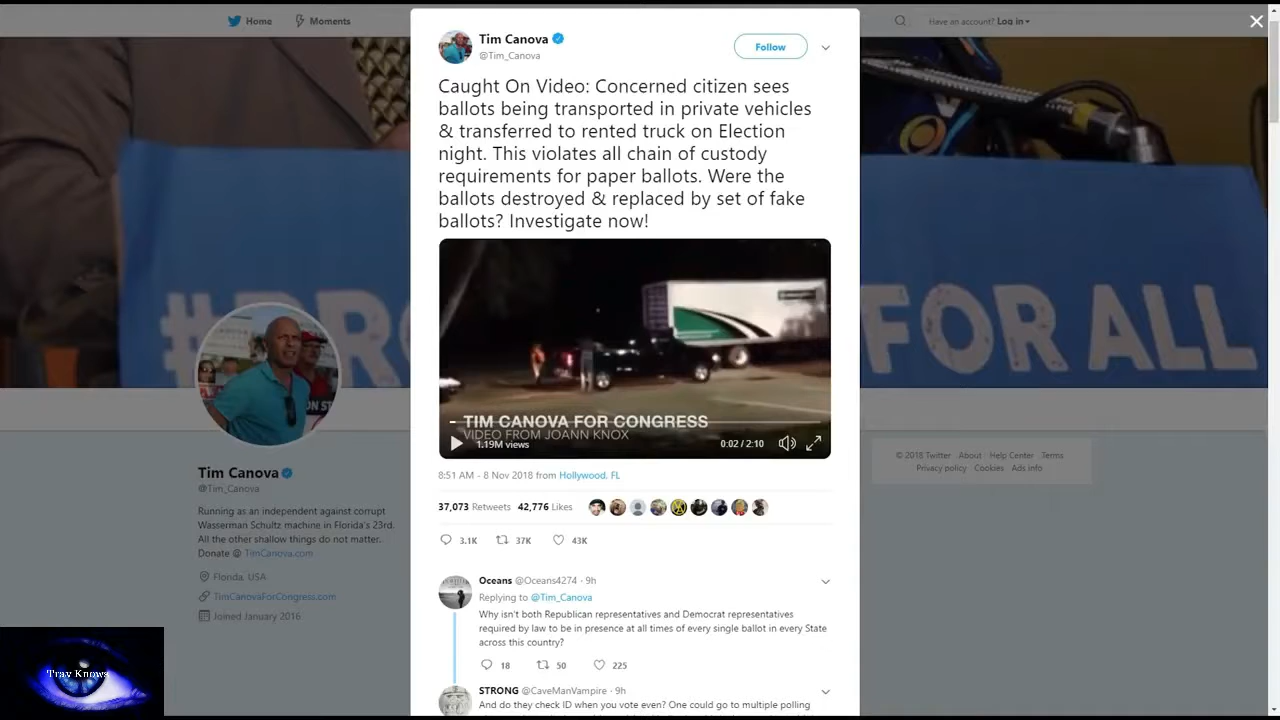 Home
Moments
Have an account? Log in
Tim Canova
@Tim_Canova
Follow
Caught On Video: Concerned citizen sees
ballots being transported in private vehicles
& transferred to rented truck on Election
night. This violates all chain of custody
requirements for paper ballots. Were the
ballots destroyed & replaced by set of fake
ballots? Investigate now!
TIM CANOVA FOR CONGRESS
VIDEO FROM JOANN KNOX
1.19M views
0:02 / 2:10
8:51 AM - 8 Nov 2018 from Hollywood, FL
37,073 Retweets 42,776 Likes
3.1K 37K 43K
Oceans @Oceans4274 · 9h
Replying to @Tim_Canova
Why isn't both Republican representatives and Democrat representatives
required by law to be in presence at all times of every single ballot in every State
across this country?
18 50 225
STRONG @CaveManVampire · 9h
And do they check ID when you vote even? One could go to multiple polling
FOR ALL
Tim Canova
@Tim_Canova
Running as an independent against corrupt
Wasserman Schultz machine in Florida's 23rd.
All the other shallow things do not matter.
Donate @ TimCanova.com
Florida, USA
TimCanovaForCongress.com
Joined January 2016
© 2018 Twitter About Help Center Terms
Privacy policy Cookies Ads info
Trav Knows